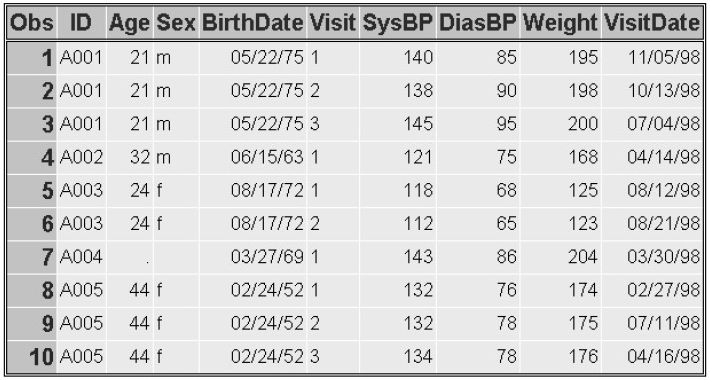 Obs ID Age Sex BirthDate Visit SysBP DiasBP Weight VisitDate
1 A001 21 m 05/22/75 1 140 85 195 11/05/98
2 A001 21 m 05/22/75 2 138 90 198 10/13/98
3 A001 21 m 05/22/75 3 145 95 200 07/04/98
4 A002 32 m 06/15/63 1 121 75 168 04/14/98
5 A003 24 f 08/17/72 1 118 68 125 08/12/98
6 A003 24 f 08/17/72 2 112 65 123 08/21/98
7 A004 . 03/27/69 1 143 86 204 03/30/98
8 A005 44 f 02/24/52 1 132 76 174 02/27/98
9 A005 44 f 02/24/52 2 132 78 175 07/11/98
10 A005 44 f 02/24/52 3 134 78 176 04/16/98